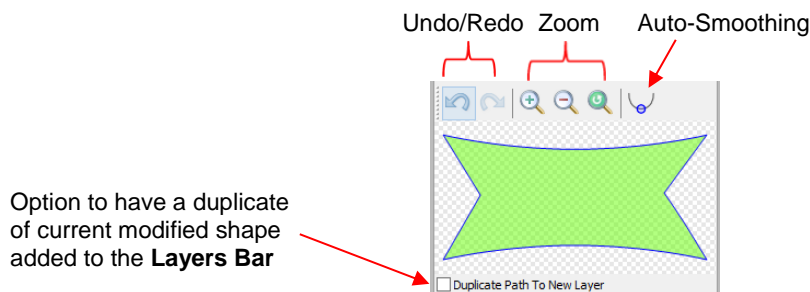 Undo/Redo Zoom Auto-Smoothing
Option to have a duplicate
of current modified shape
added to the Layers Bar
Duplicate Path To New Layer